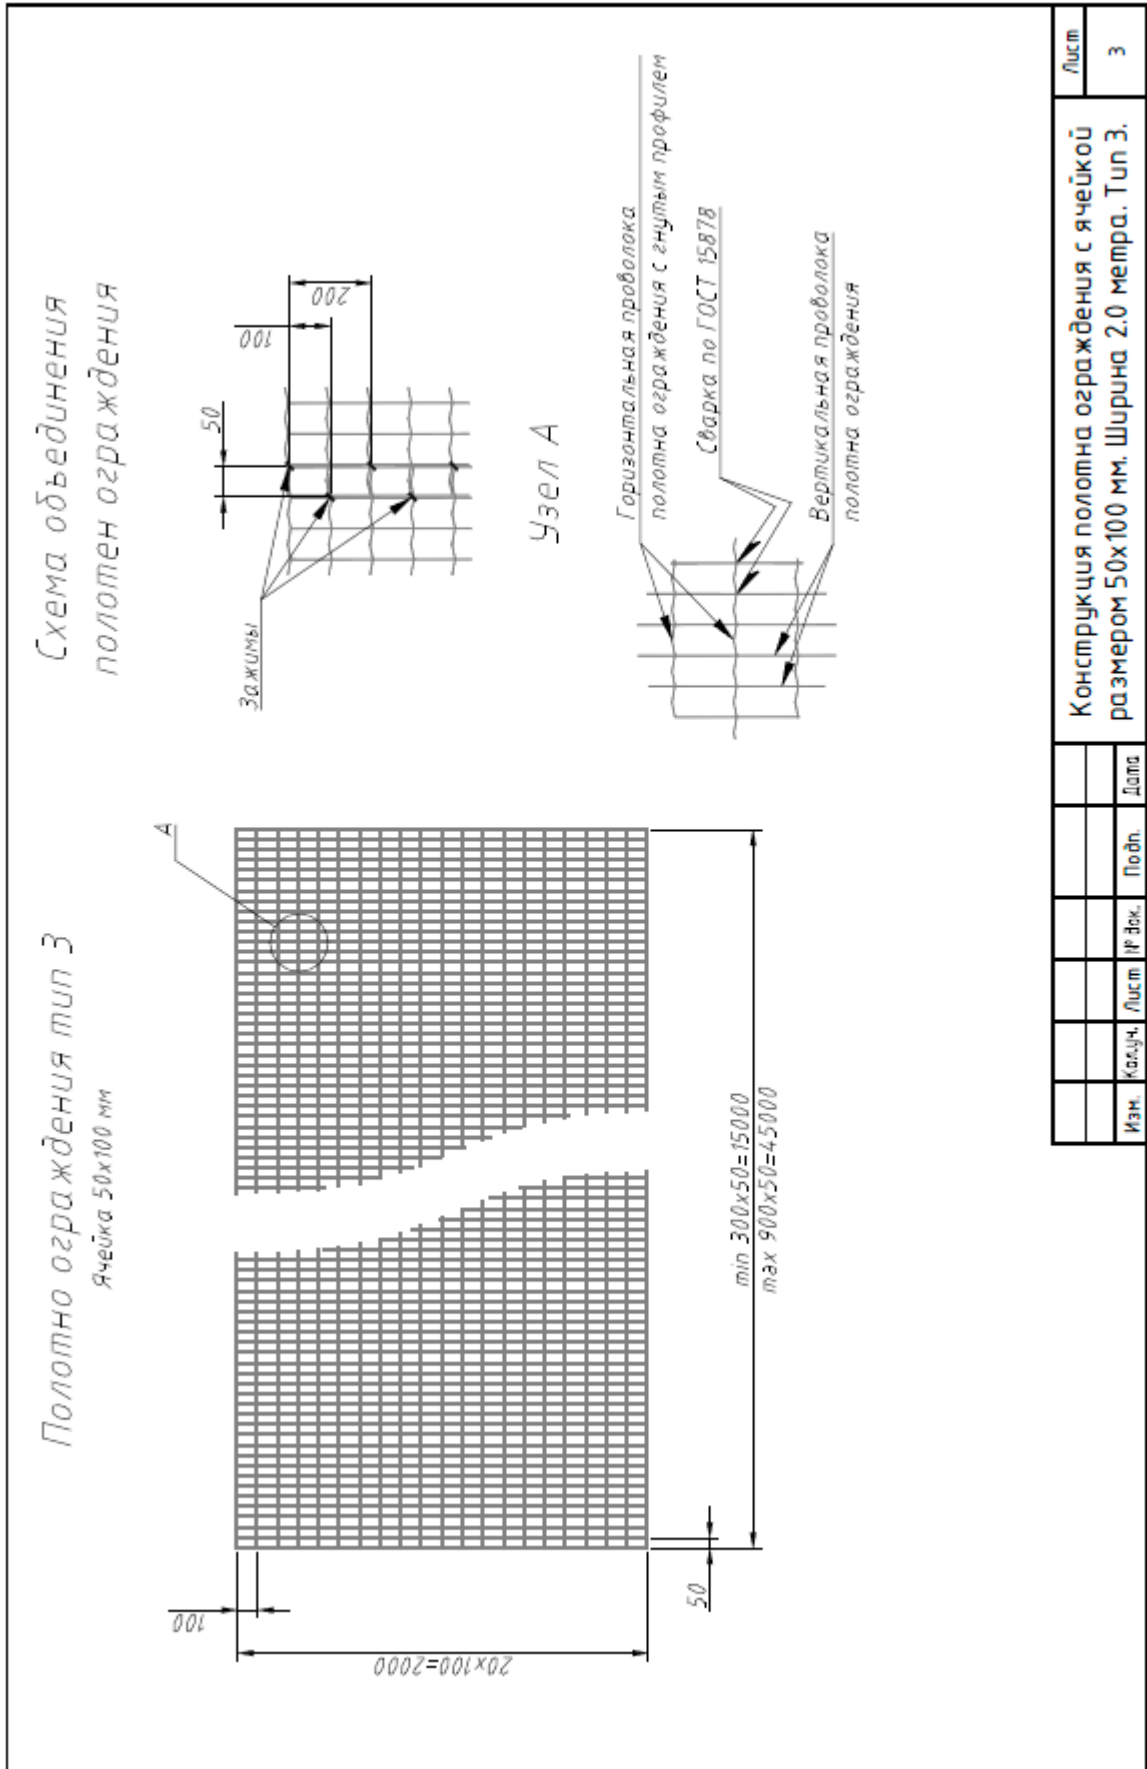 Полотно ограждения тип 3
Ячейка 50х100 мм
А
100
20х100=2000
50
min 300х50=15000
max 900х50=45000
Схема объединения
полотен ограждения
50
100
200
Зажимы
Узел А
Горизонтальная проволока
полотна ограждения с гнутым профилем
Сварка по ГОСТ 15878
Вертикальная проволока
полотна ограждения
Изм.
Кол.уч.
Лист
№ док.
Подп.
Дата
Конструкция полотна ограждения с ячейкой
размером 50х100 мм. Ширина 2.0 метра. Тип 3.
Лист
3